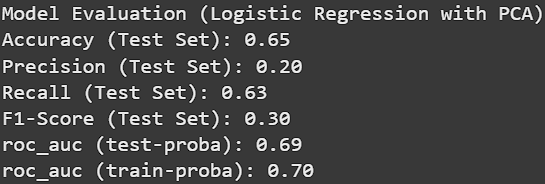 Model Evaluation (Logistic Regression with PCA)
Accuracy (Test Set): 0.65
Precision (Test Set): 0.20
Recall (Test Set): 0.63
F1-Score (Test Set): 0.30
roc_auc (test-proba): 0.69
roc_auc (train-proba): 0.70